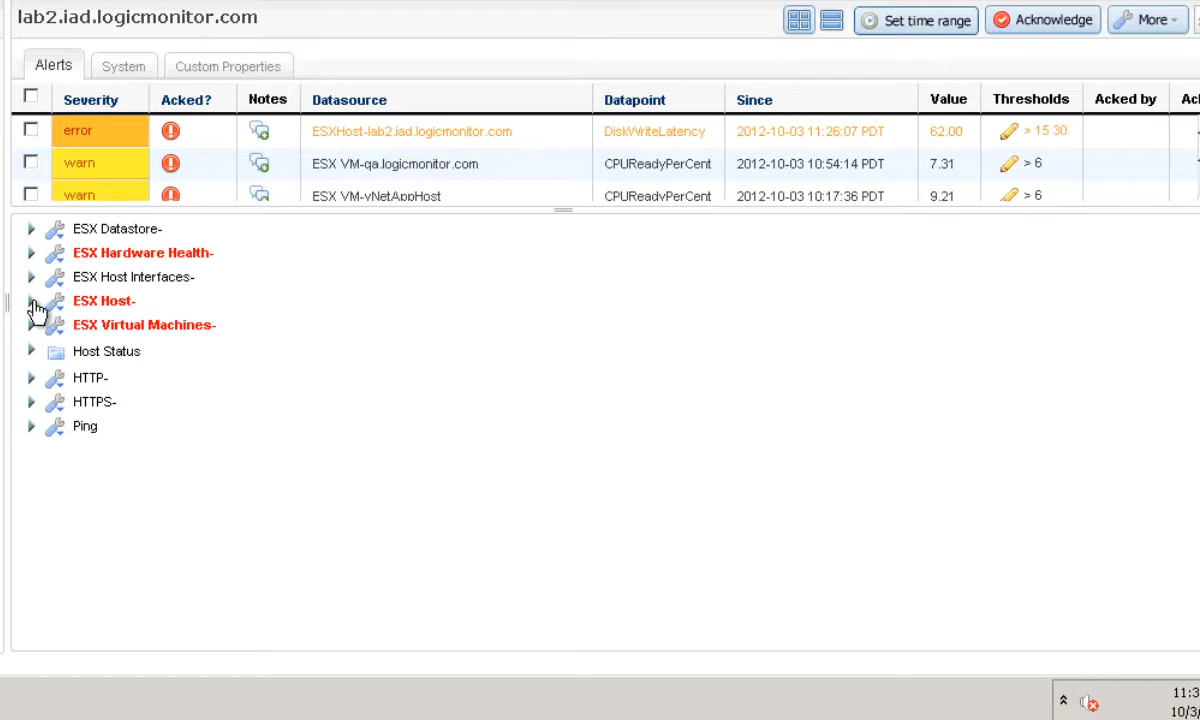 lab2.iad.logicmonitor.com
Set time range
Acknowledge
More
Alerts
System
Custom Properties
Severity Acked? Notes Datasource Datapoint Since Value Thresholds Acked by
error ESXHost-lab2.iad.logicmonitor.com DiskWriteLatency 2012-10-03 11:26:07 PDT 62.00 > 15 30
warn ESX VM-qa.logicmonitor.com CPUReadyPerCent 2012-10-03 10:54:14 PDT 7.31 > 6
warn ESX VM-vNetAppHost CPUReadyPerCent 2012-10-03 10:17:36 PDT 9.21 > 6
ESX Datastore-
ESX Hardware Health-
ESX Host Interfaces-
ESX Host-
ESX Virtual Machines-
Host Status
HTTP-
HTTPS-
Ping